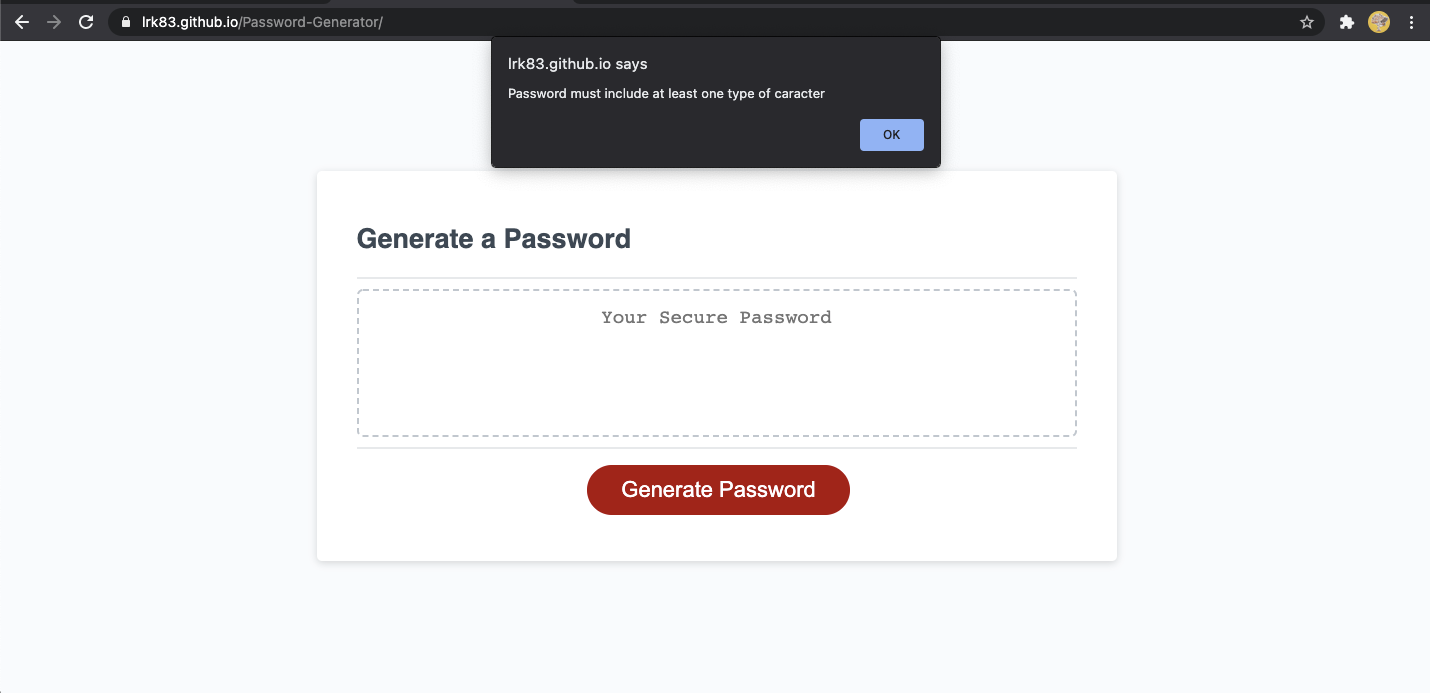 lrk83.github.io/Password-Generator/
lrk83.github.io says
Password must include at least one type of caracter
OK
Generate a Password
Your Secure Password
Generate Password